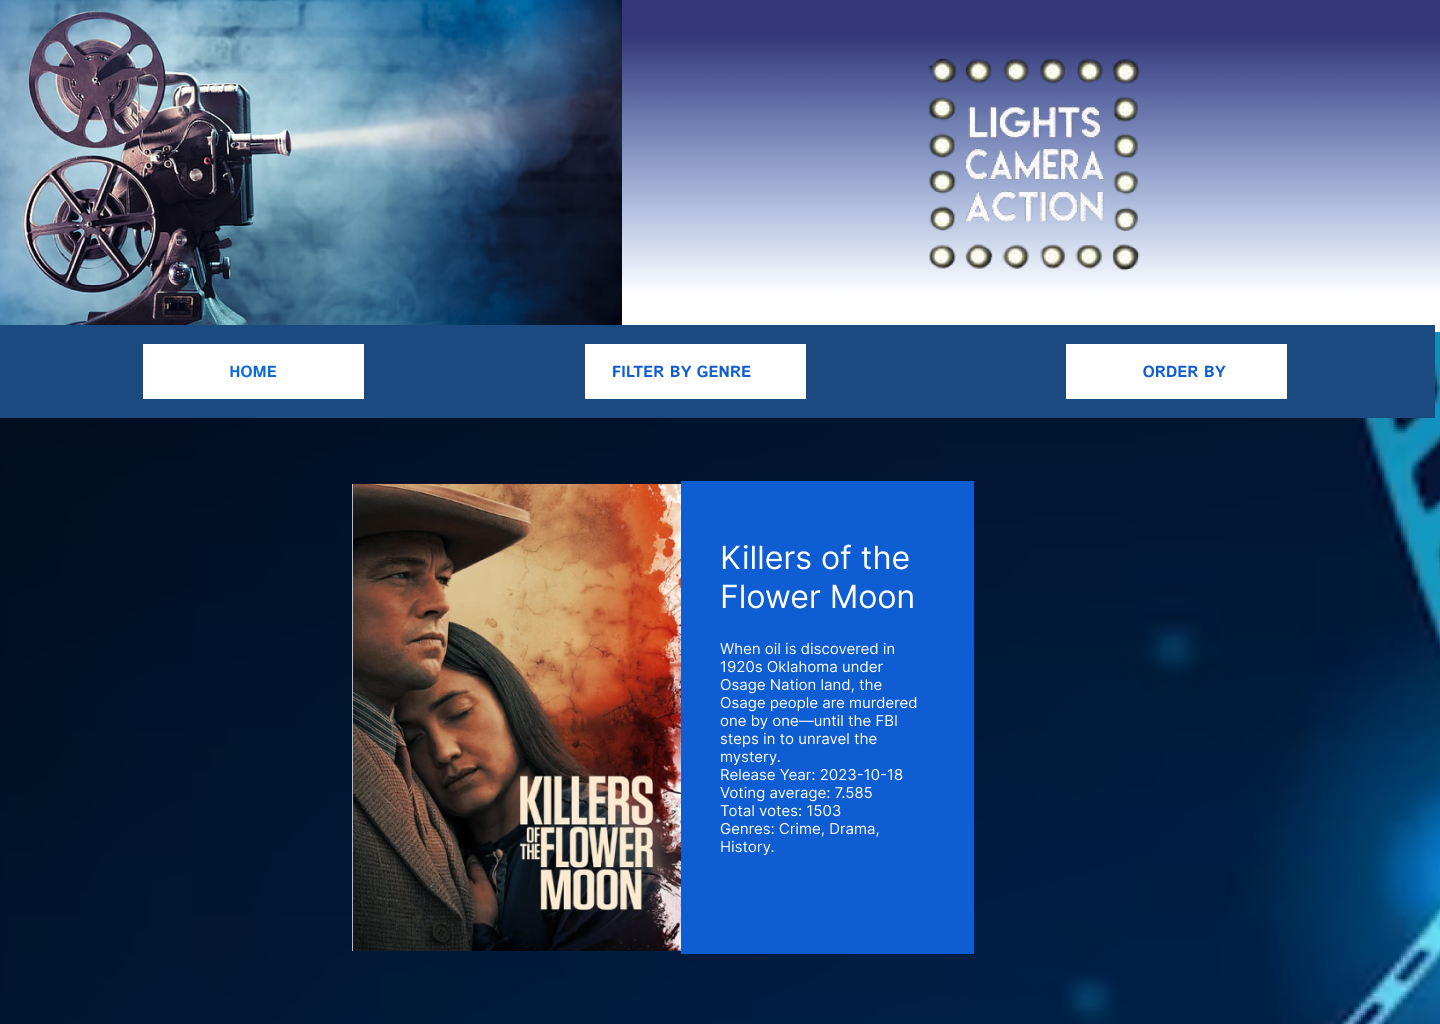 LIGHTS
CAMERA
ACTION
HOME
FILTER BY GENRE
ORDER BY
KILLERS
OF THE FLOWER
MOON
Killers of the
Flower Moon
When oil is discovered in
1920s Oklahoma under
Osage Nation land, the
Osage people are murdered
one by one—until the FBI
steps in to unravel the
mystery.
Release Year: 2023-10-18
Voting average: 7.585
Total votes: 1503
Genres: Crime, Drama,
History.